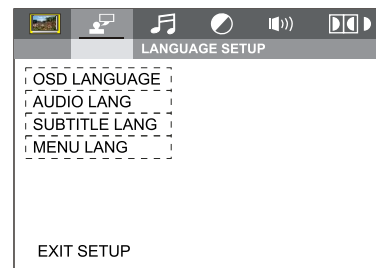 LANGUAGE SETUP
OSD LANGUAGE
AUDIO LANG
SUBTITLE LANG
MENU LANG
EXIT SETUP